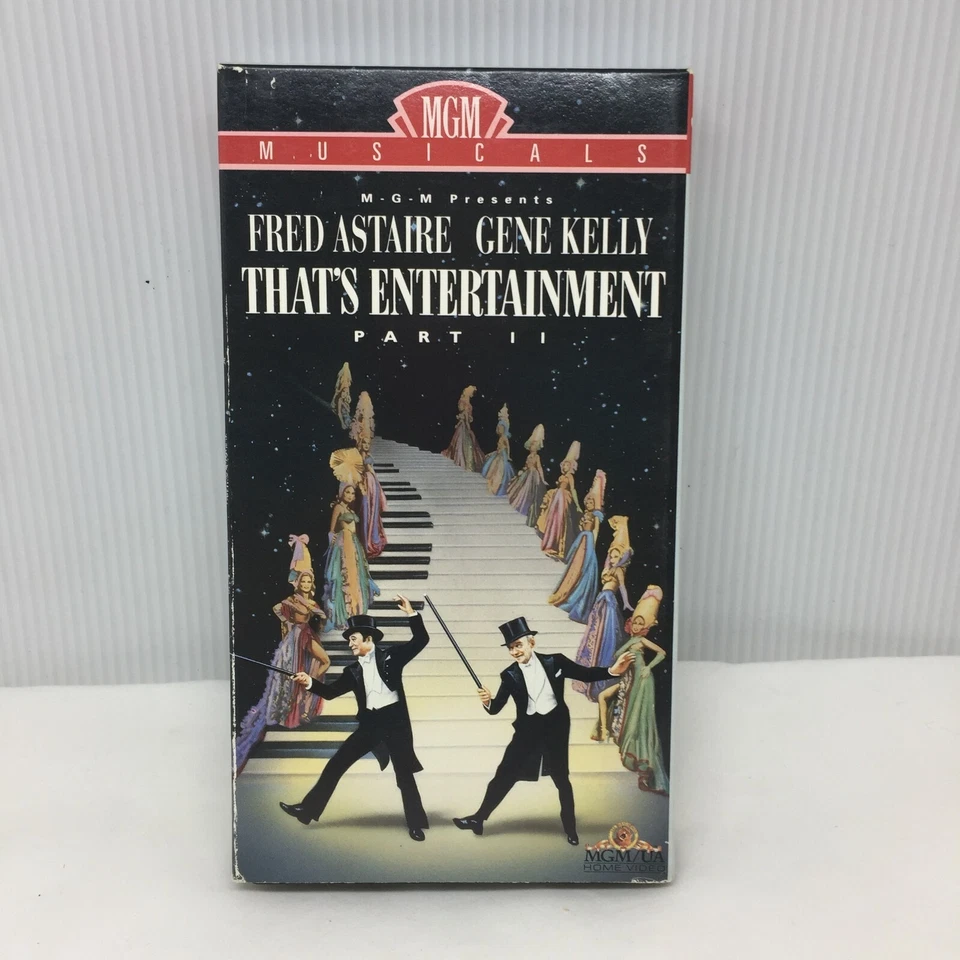 MGM
MUSICALS
M-G-M Presents
FRED ASTAIRE GENE KELLY
THAT'S ENTERTAINMENT
PART II
MGM/UA
HOME VIDEO